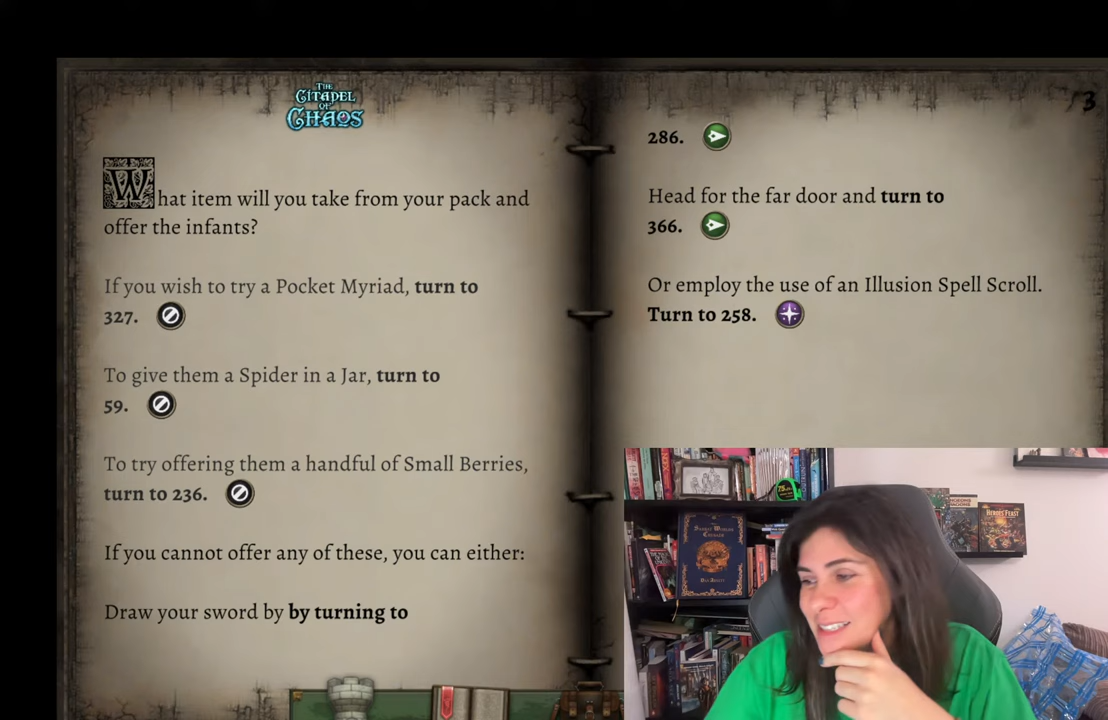 THE
CITADEL
OF
CHAOS
What item will you take from your pack and
offer the infants?
If you wish to try a Pocket Myriad, turn to
327.
To give them a Spider in a Jar, turn to
59.
To try offering them a handful of Small Berries,
turn to 236.
If you cannot offer any of these, you can either:
Draw your sword by by turning to
286.
Head for the far door and turn to
366.
Or employ the use of an Illusion Spell Scroll.
Turn to 258.
3
HEROES' FEAST